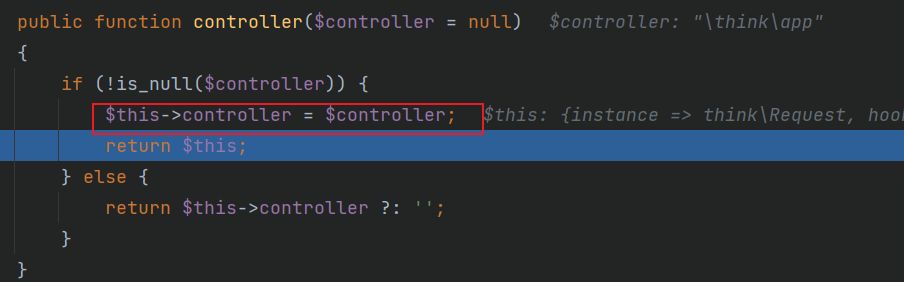 public function controller($controller = null)  $controller: "\think\app"
{
    if (!is_null($controller)) {
        $this->controller = $controller;  $this: {instance => think\Request, hook
        return $this;
    } else {
        return $this->controller ?: '';
    }
}